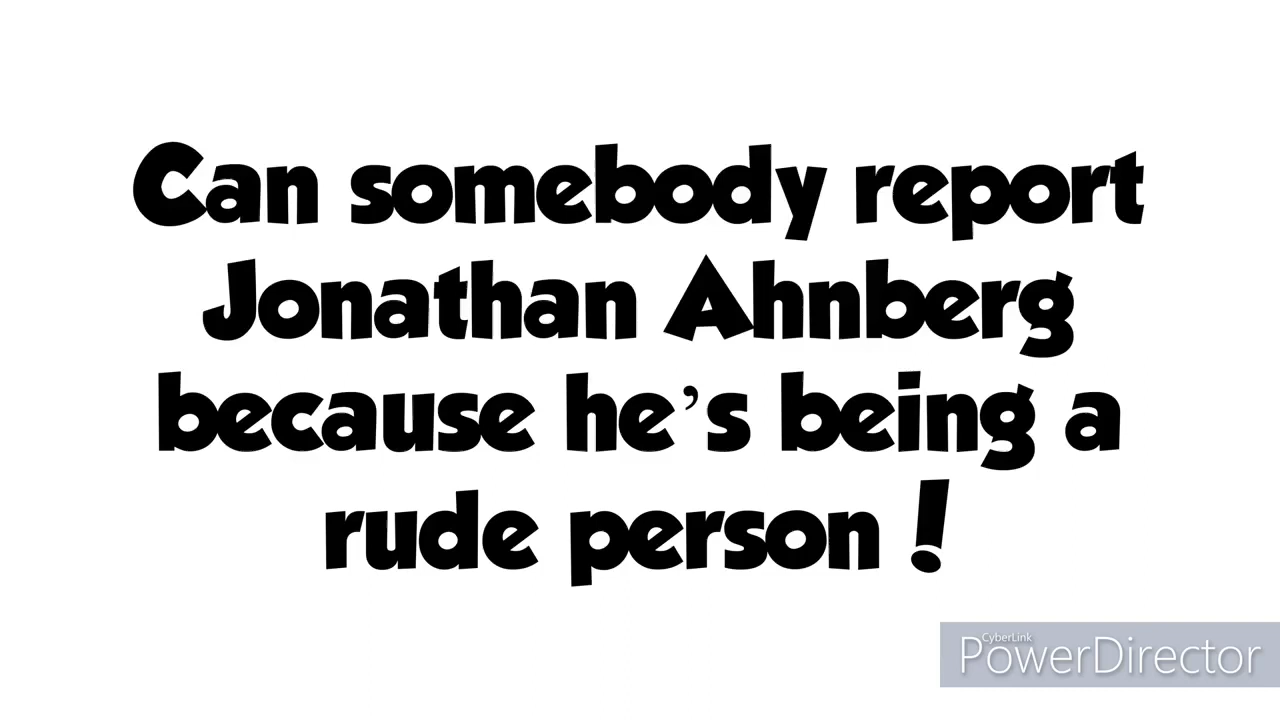 Can somebody report
Jonathan Ahnberg
because he’s being a
rude person!
CyberLink
PowerDirector